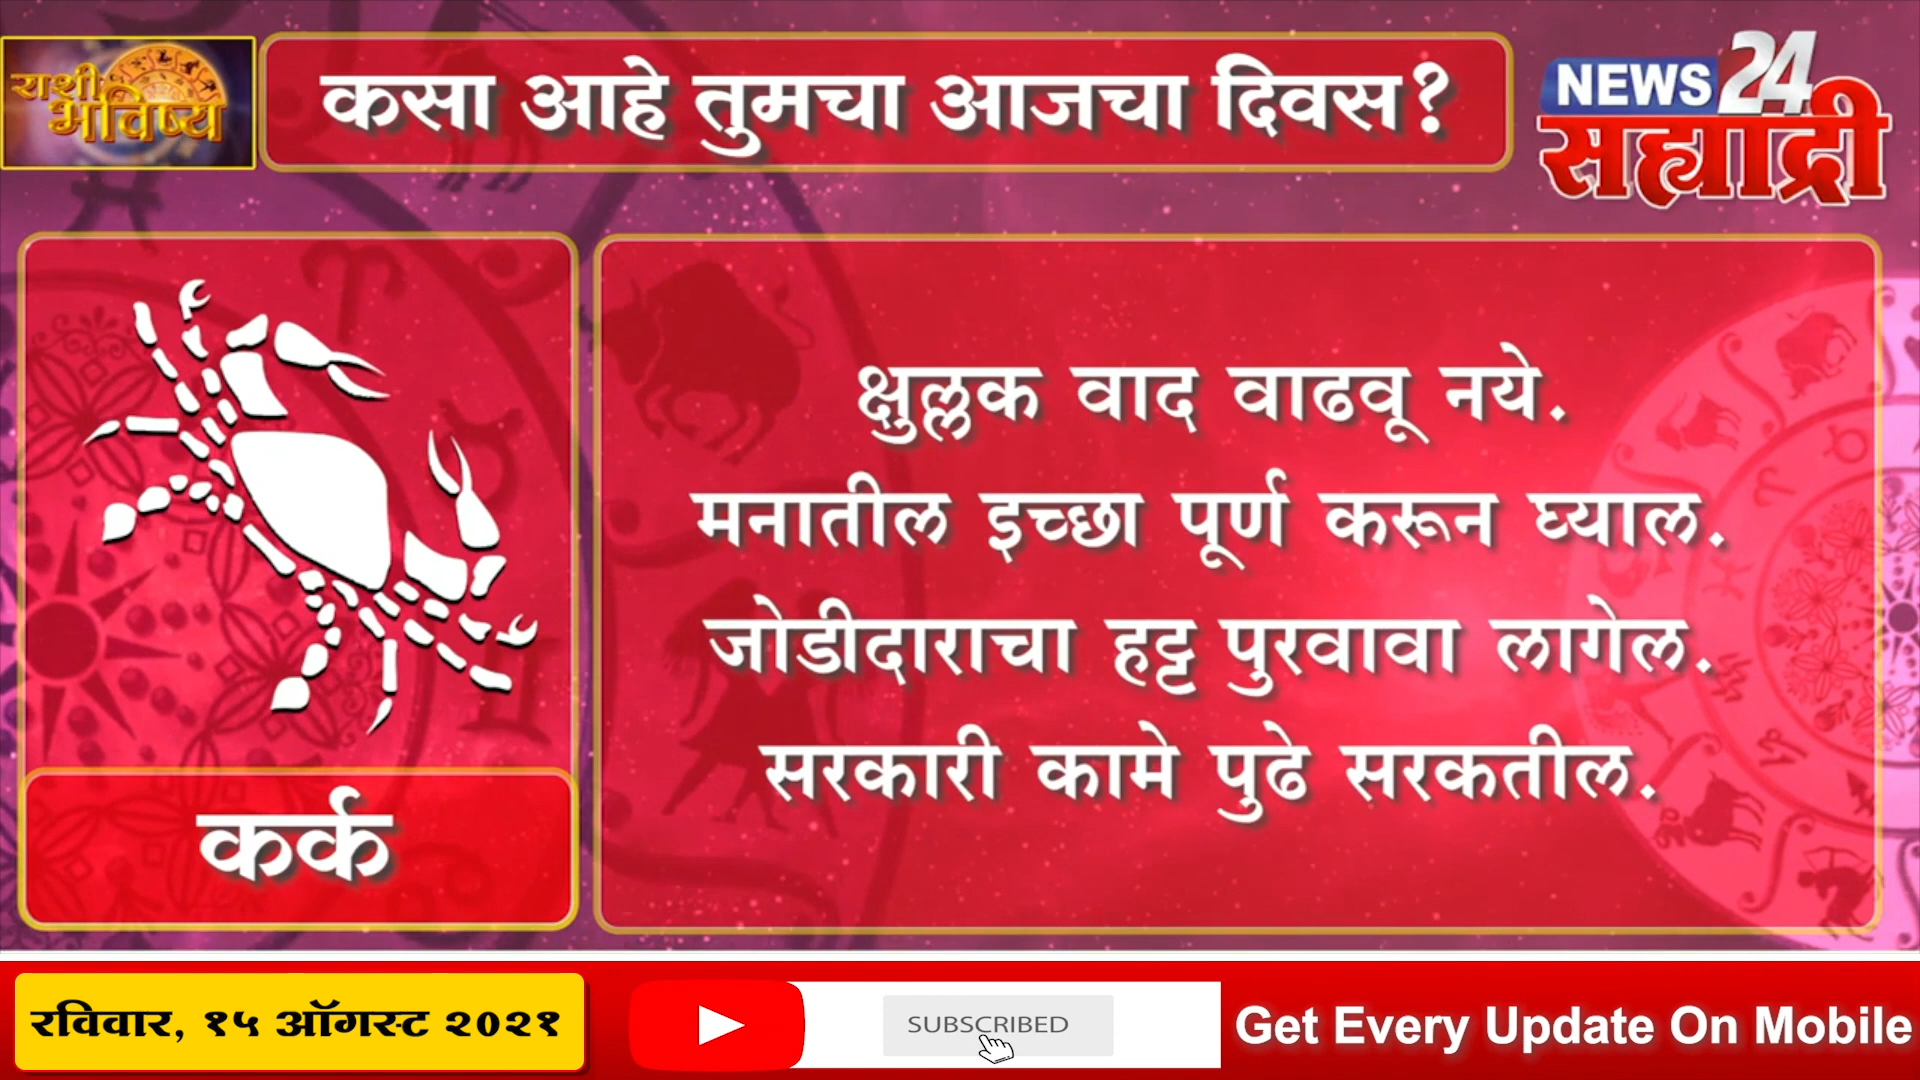 राशी
भविष्य
कसा आहे तुमचा आजचा दिवस?
NEWS 24
सह्याद्री
क्षुल्लक वाद वाढवू नये.
मनातील इच्छा पूर्ण करून घ्याल.
जोडीदाराचा हट्ट पुरवावा लागेल.
सरकारी कामे पुढे सरकतील.
कर्क
रविवार, १५ ऑगस्ट २०२१
SUBSCRIBED
Get Every Update On Mobile